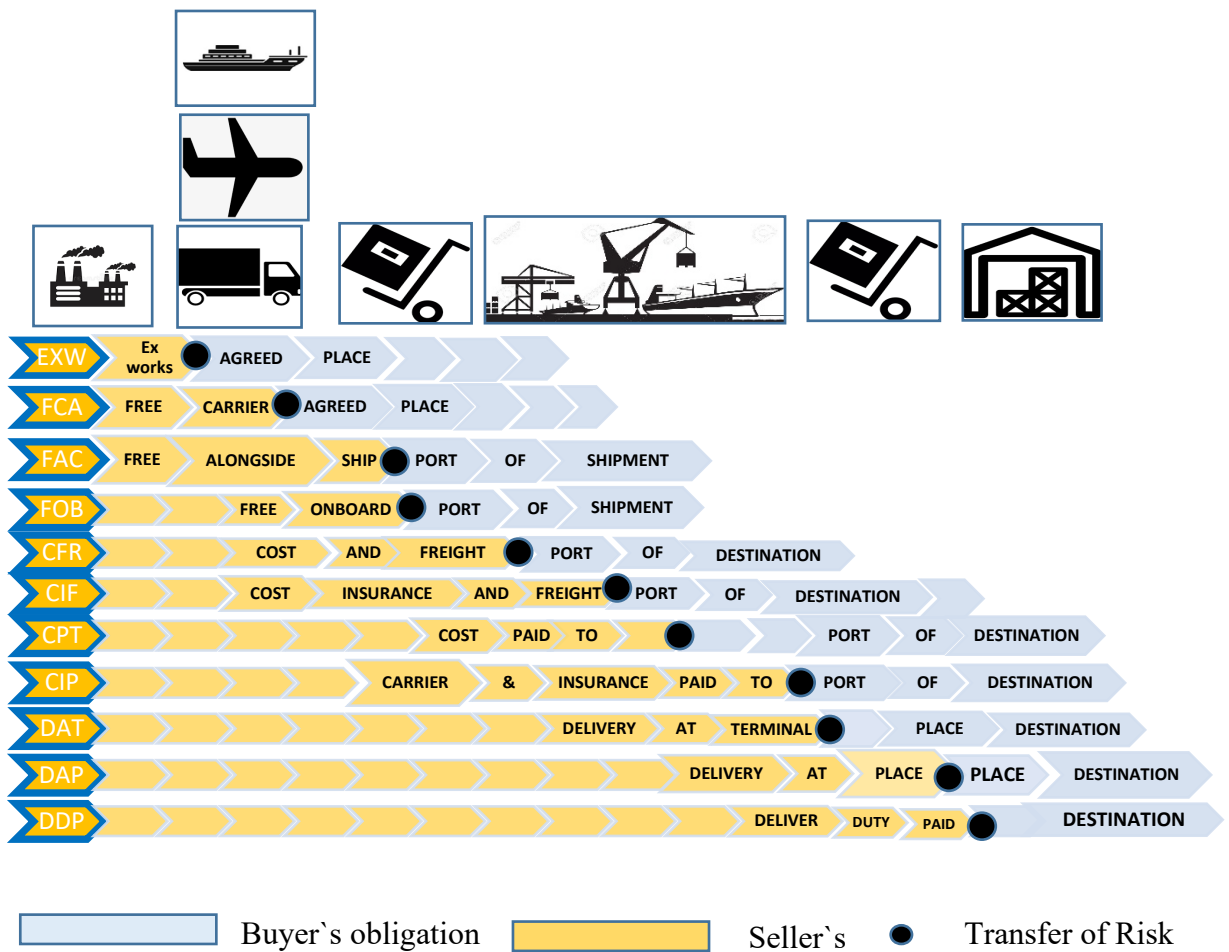 EXW Ex works AGREED PLACE
FCA FREE CARRIER AGREED PLACE
FAC FREE ALONGSIDE SHIP PORT OF SHIPMENT
FOB FREE ONBOARD PORT OF SHIPMENT
CFR COST AND FREIGHT PORT OF DESTINATION
CIF COST INSURANCE AND FREIGHT PORT OF DESTINATION
CPT COST PAID TO PORT OF DESTINATION
CIP CARRIER & INSURANCE PAID TO PORT OF DESTINATION
DAT DELIVERY AT TERMINAL PLACE DESTINATION
DAP DELIVERY AT PLACE PLACE DESTINATION
DDP DELIVER DUTY PAID DESTINATION
Buyer`s obligation Seller`s Transfer of Risk